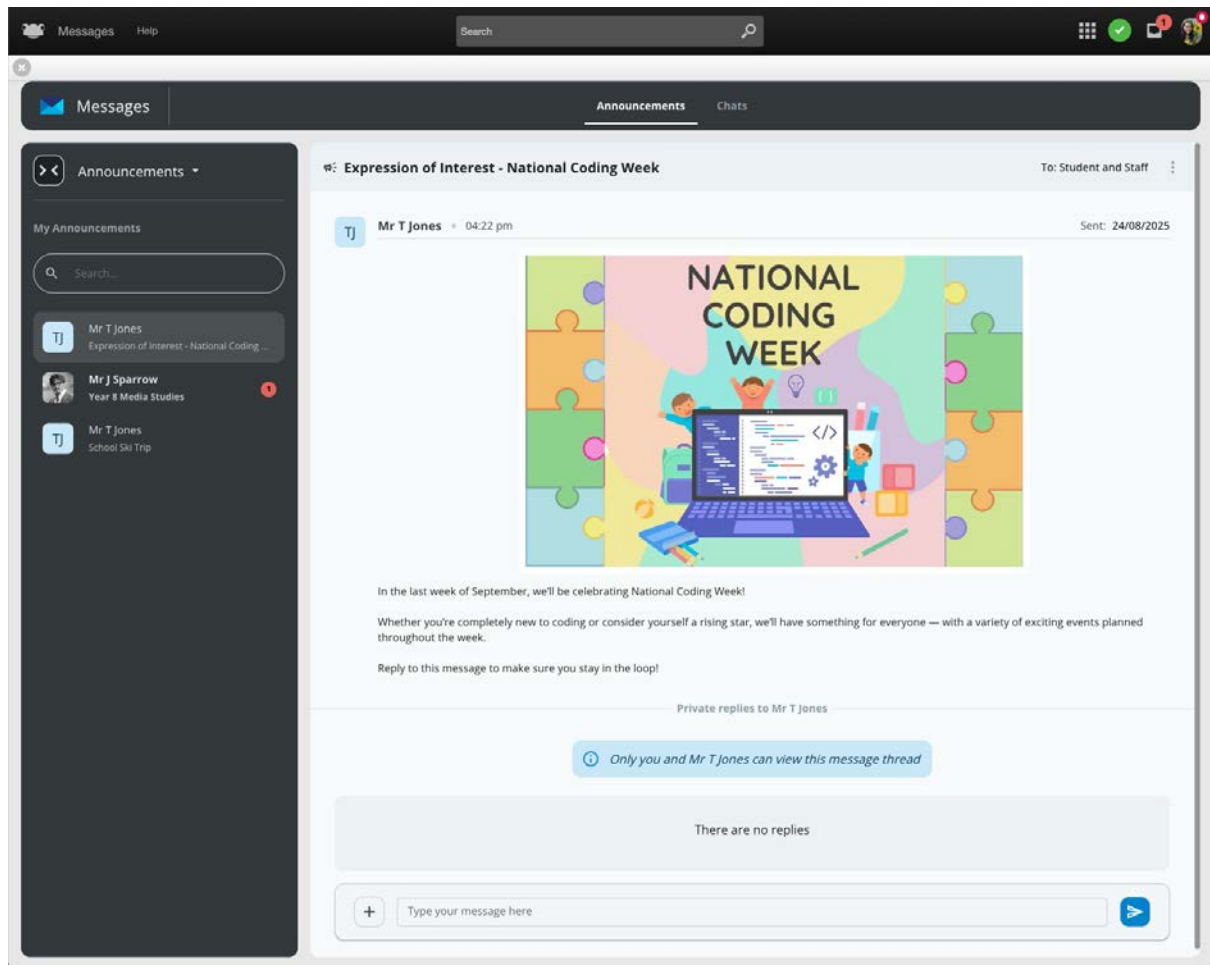 Messages Help
Search
1
Messages
Announcements Chats
Announcements
My Announcements
Search...
TJ
Mr T Jones
Expression of Interest - National Coding ...
Mr J Sparrow
Year 8 Media Studies
1
TJ
Mr T Jones
School Ski Trip
Expression of Interest - National Coding Week
To: Student and Staff
TJ
Mr T Jones • 04:22 pm
Sent: 24/08/2025
NATIONAL
CODING
WEEK
{ }
</>
In the last week of September, we'll be celebrating National Coding Week!
Whether you're completely new to coding or consider yourself a rising star, we'll have something for everyone — with a variety of exciting events planned
throughout the week.
Reply to this message to make sure you stay in the loop!
Private replies to Mr T Jones
Only you and Mr T Jones can view this message thread
There are no replies
Type your message here